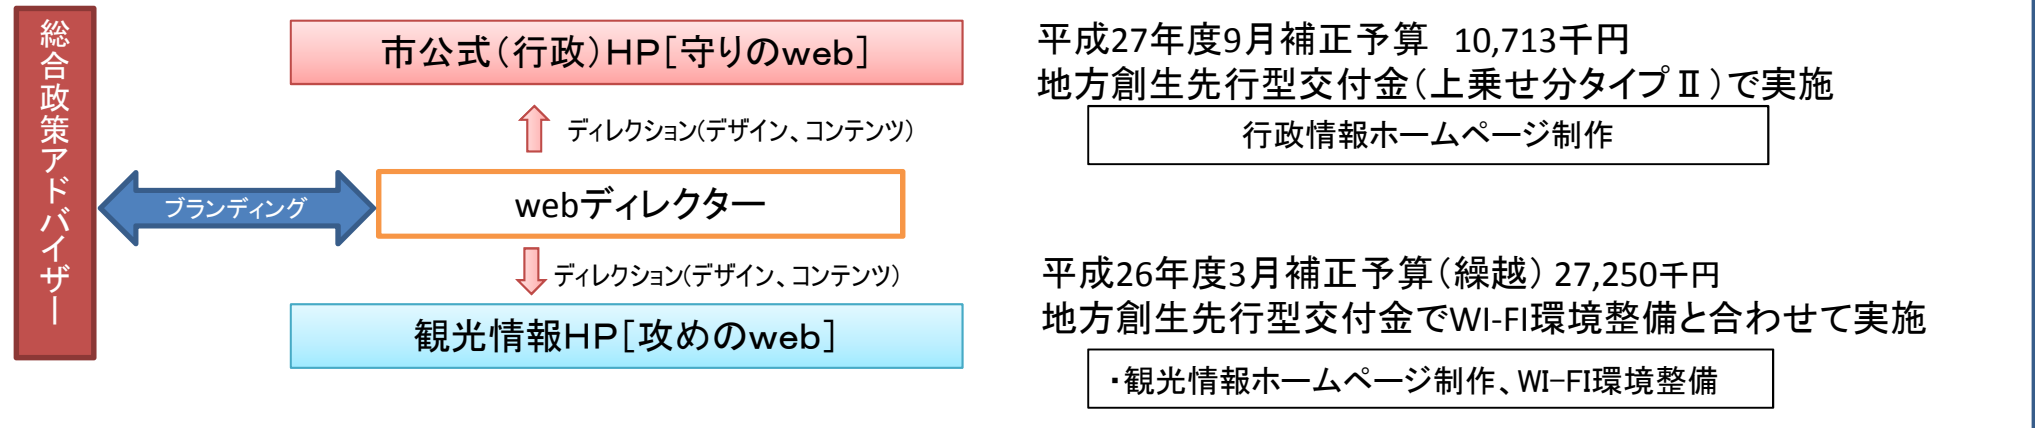 総合政策アドバイザー
市公式（行政）HP［守りのweb］
ディレクション(デザイン、コンテンツ)
ブランディング
webディレクター
ディレクション(デザイン、コンテンツ)
観光情報HP［攻めのweb］
平成27年度9月補正予算　10,713千円
地方創生先行型交付金（上乗せ分タイプⅡ）で実施
行政情報ホームページ制作
平成26年度3月補正予算（繰越） 27,250千円
地方創生先行型交付金でWI-FI環境整備と合わせて実施
・観光情報ホームページ制作、WI-FI環境整備